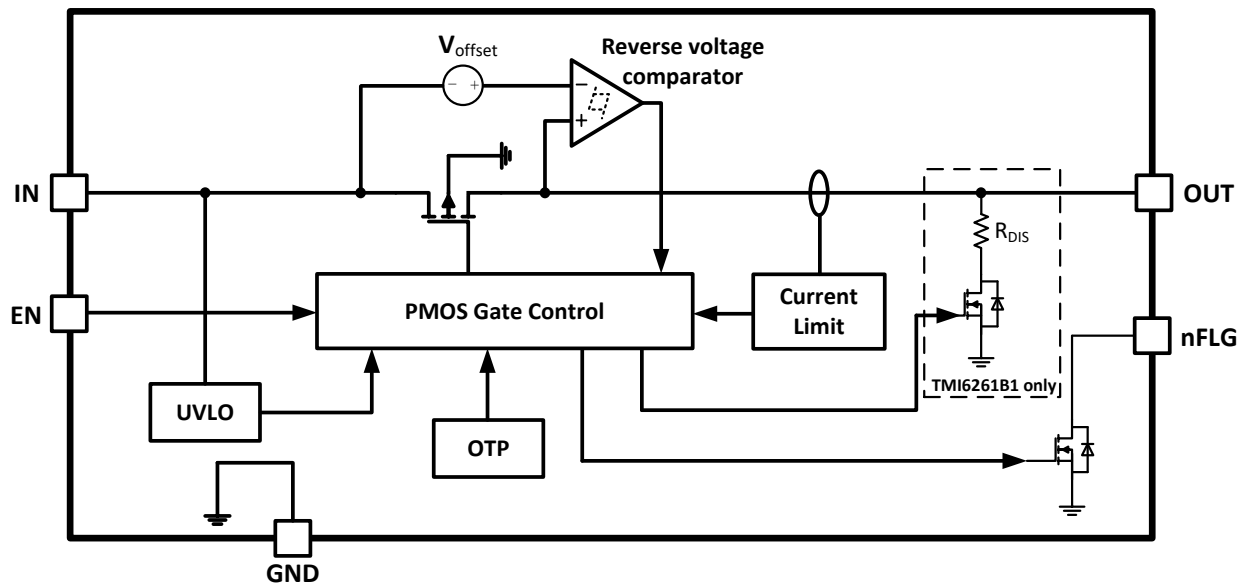 Voffset
Reverse voltage
comparator
- +
−
+
IN
OUT
RDIS
EN
PMOS Gate Control
Current
Limit
nFLG
TMI6261B1 only
UVLO
OTP
GND